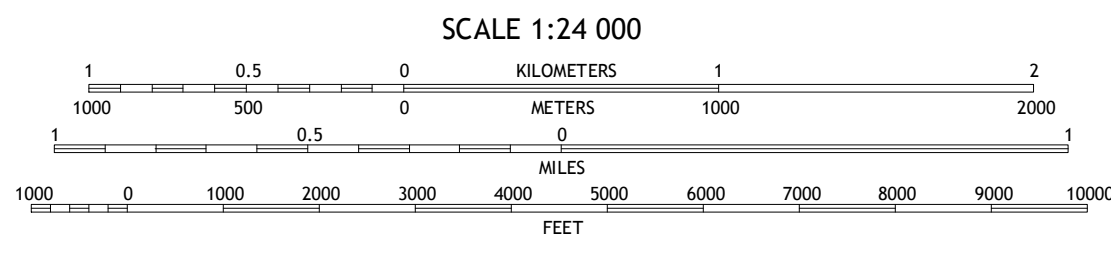 SCALE 1:24 000
1 0.5 0 KILOMETERS 1 2
1000 500 0 METERS 1000 2000
1 0.5 0 1
MILES
1000 0 1000 2000 3000 4000 5000 6000 7000 8000 9000 10000
FEET